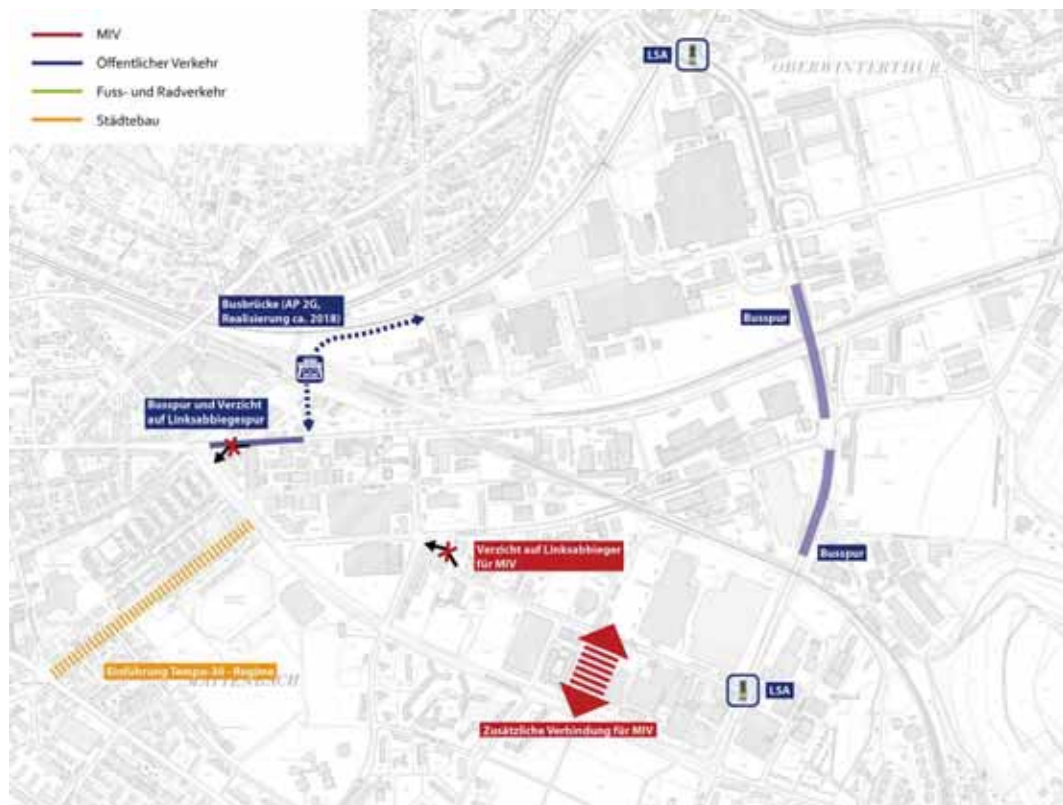 MIV
Öffentlicher Verkehr
Fuss- und Radverkehr
Städtebau
LSA
OBERWINTERTHUR
Busbrücke (AP 2G,
Realisierung ca. 2018)
Busspur
Busspur und Verzicht
auf Linksabbiegespur
Verzicht auf Linksabbieger
für MIV
Busspur
Einführung Tempo-30 - Regime
MATTENBACH
LSA
Zusätzliche Verbindung für MIV